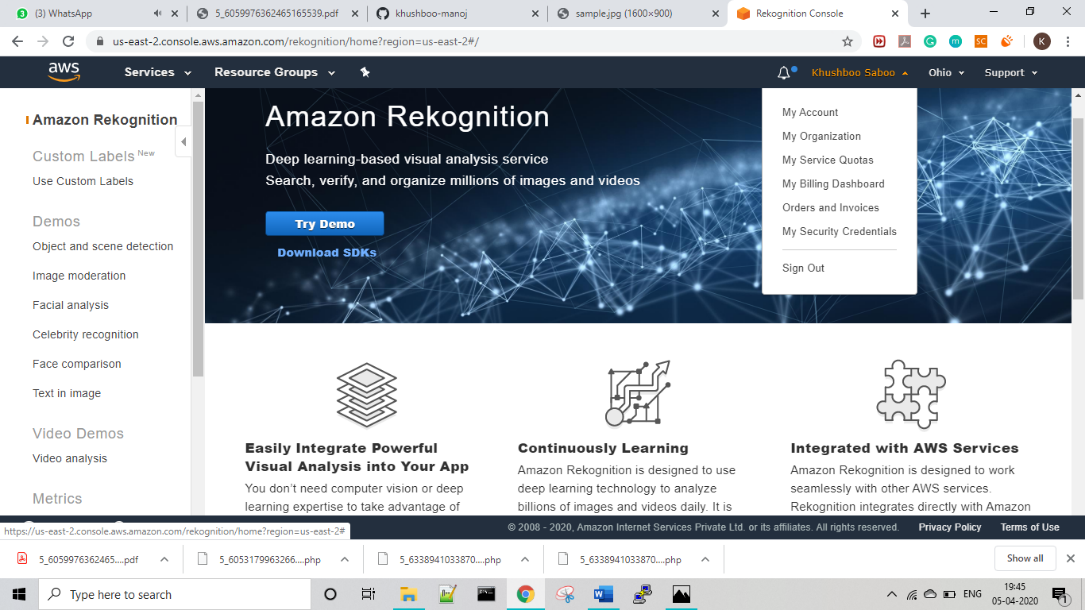 (3) WhatsApp
5_6059976362465165539.pdf
khushboo-manoj
sample.jpg (1600×900)
Rekognition Console
us-east-2.console.aws.amazon.com/rekognition/home?region=us-east-2#/
K
aws
Services
Resource Groups
Khushboo Saboo
Ohio
Support
Amazon Rekognition
Custom Labels New
Use Custom Labels
Demos
Object and scene detection
Image moderation
Facial analysis
Celebrity recognition
Face comparison
Text in image
Video Demos
Video analysis
Metrics
Amazon Rekognition
Deep learning-based visual analysis service
Search, verify, and organize millions of images and videos
Try Demo
Download SDKs
My Account
My Organization
My Service Quotas
My Billing Dashboard
Orders and Invoices
My Security Credentials
Sign Out
Easily Integrate Powerful
Visual Analysis into Your App
You don't need computer vision or deep
learning expertise to take advantage of
Continuously Learning
Amazon Rekognition is designed to use
deep learning technology to analyze
billions of images and videos daily. It is
Integrated with AWS Services
Amazon Rekognition is designed to work
seamlessly with other AWS services.
Rekognition integrates directly with Amazon
https://us-east-2.console.aws.amazon.com/rekognition/home?region=us-east-2#
© 2008 - 2020, Amazon Internet Services Private Ltd. or its affiliates. All rights reserved.
Privacy Policy
Terms of Use
5_6059976362465....pdf
5_6053179963266....php
5_6338941033870....php
5_6338941033870....php
Show all
Type here to search
ENG
19:45
05-04-2020
1